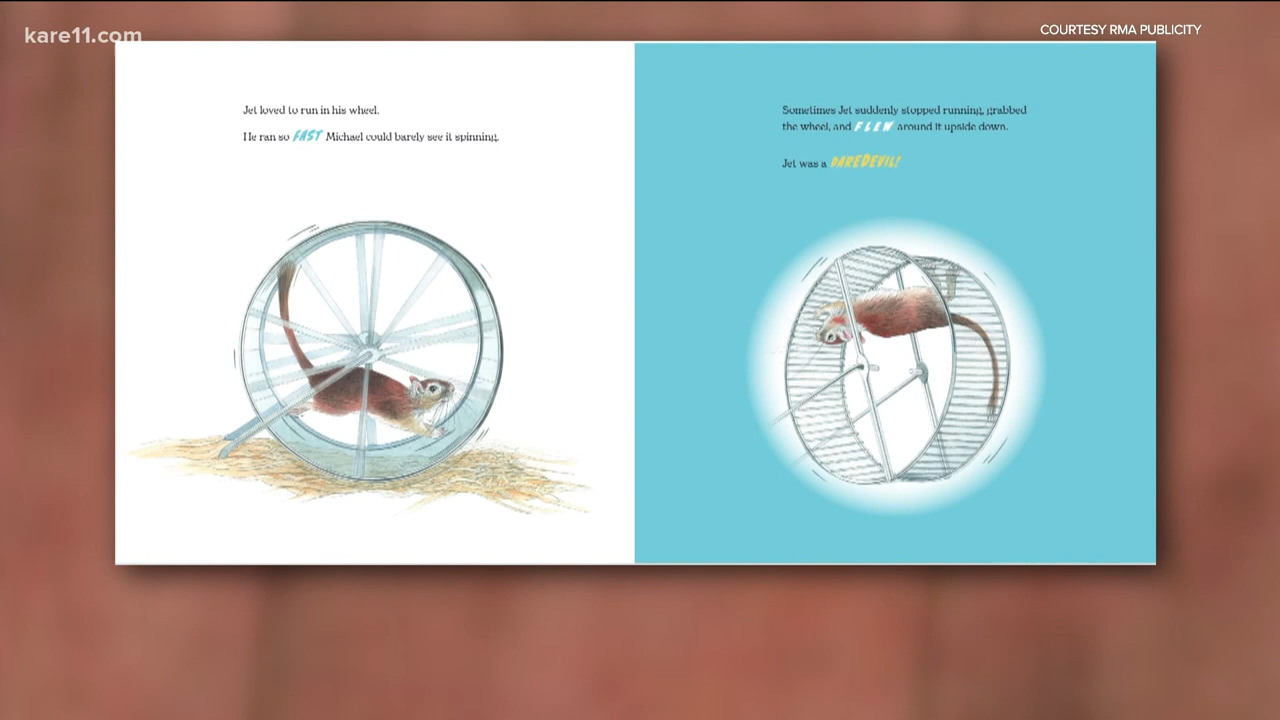 kare11.com
COURTESY RMA PUBLICITY
Jet loved to run in his wheel.
He ran so FAST Michael could barely see it spinning.
Sometimes Jet suddenly stopped running, grabbed
the wheel, and FLEW around it upside down.
Jet was a DAREDEVIL!